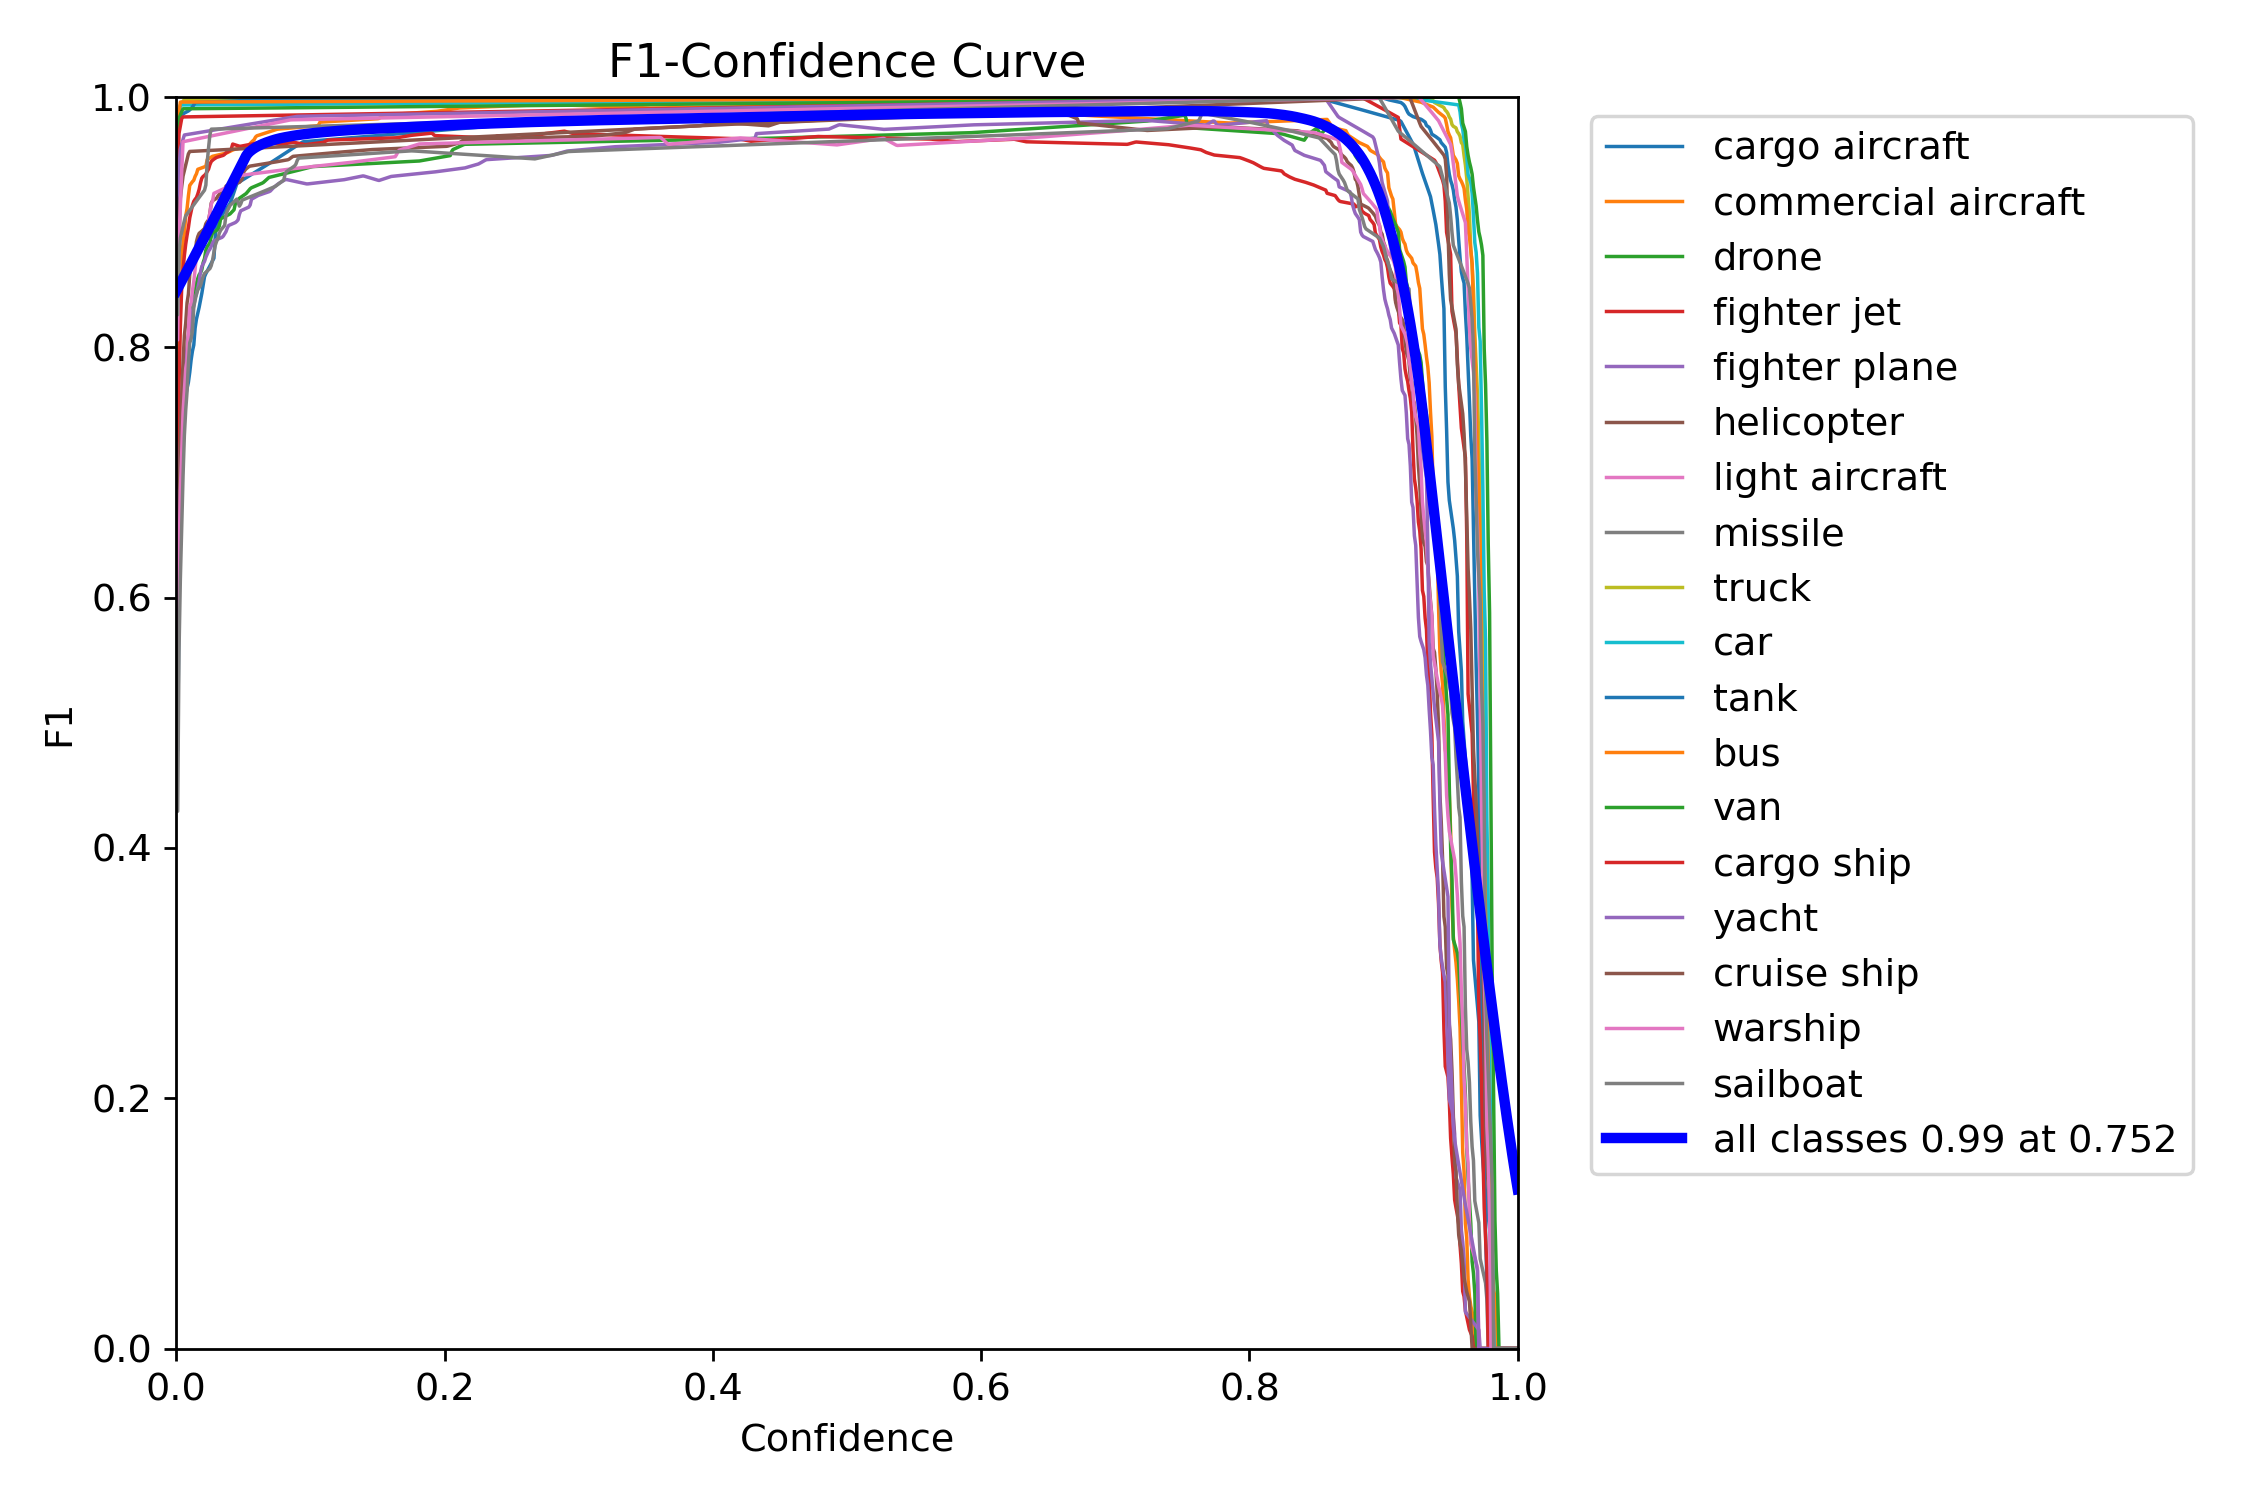 F1-Confidence Curve
1.0
0.8
0.6
0.4
0.2
0.0
F1
0.0 0.2 0.4 0.6 0.8 1.0
Confidence
cargo aircraft
commercial aircraft
drone
fighter jet
fighter plane
helicopter
light aircraft
missile
truck
car
tank
bus
van
cargo ship
yacht
cruise ship
warship
sailboat
all classes 0.99 at 0.752